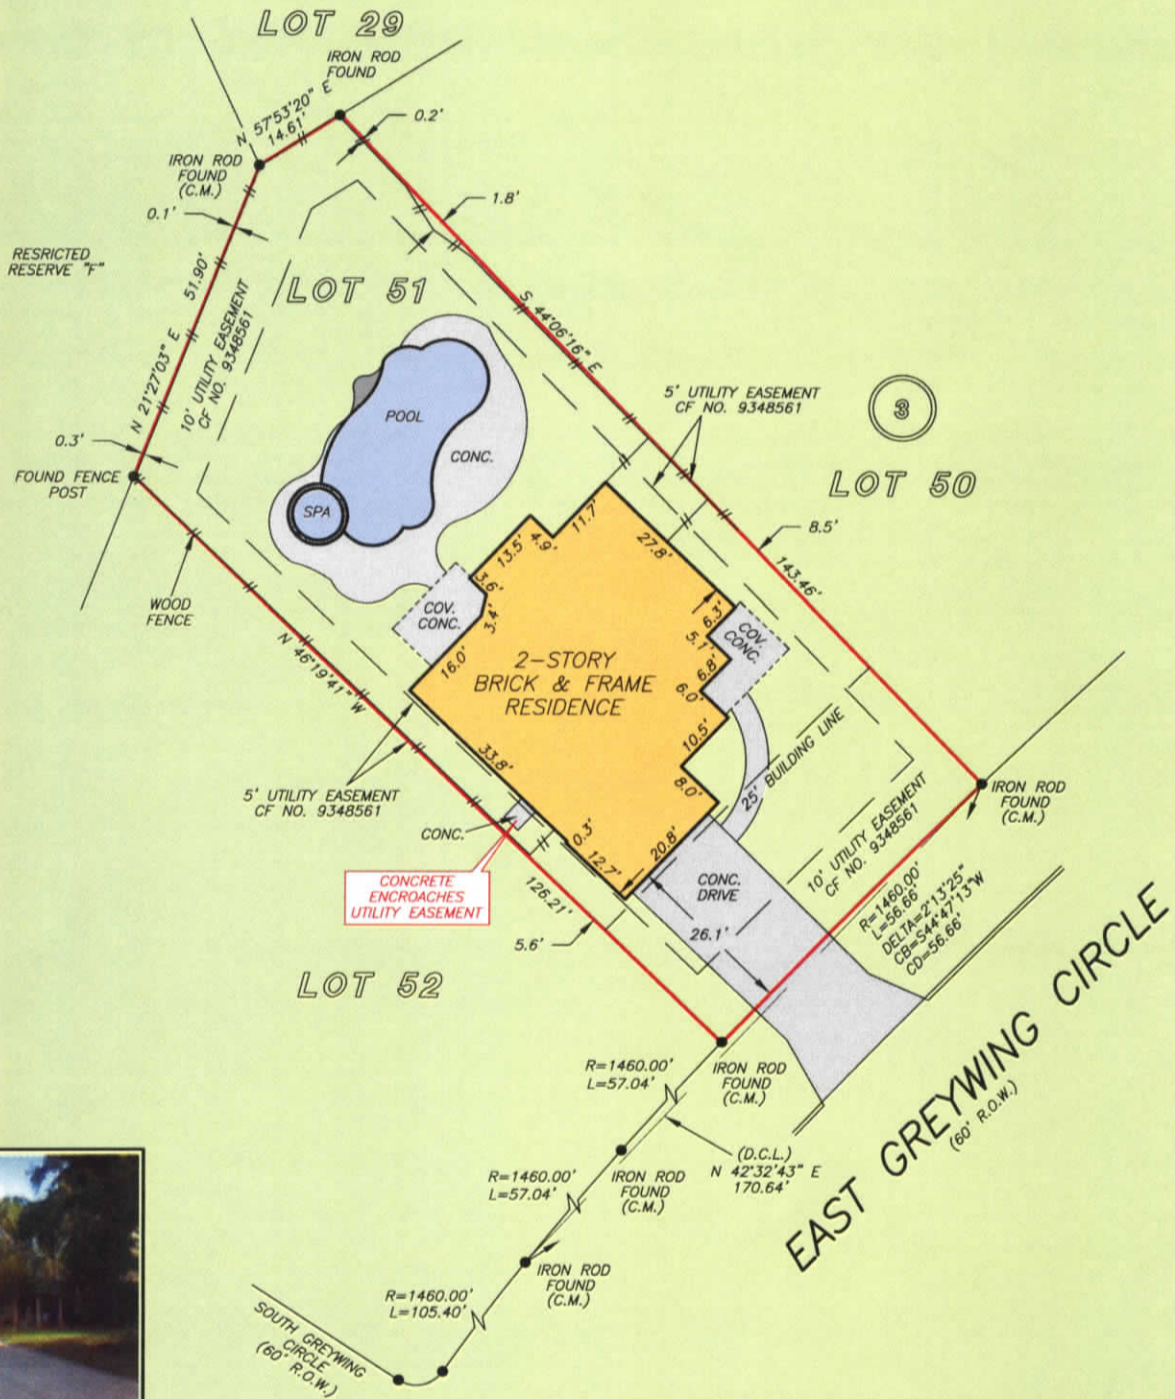 LOT 29
IRON ROD
FOUND
N 57°53'20" E
14.61'
0.2'
IRON ROD
FOUND
(C.M.)
0.1'
1.8'
RESRICTED
RESERVE "F"
51.90'
N 21°27'03" E
10' UTILITY EASEMENT
CF NO. 9348561
LOT 51
S 44°06'16" E
5' UTILITY EASEMENT
CF NO. 9348561
3
LOT 50
0.3'
FOUND FENCE
POST
POOL
CONC.
SPA
8.5'
143.46'
WOOD
FENCE
N 46°19'41" W
COV.
CONC.
13.5'
4.9'
11.7'
27.8'
3.6'
3.4'
16.0'
6.3'
5.1'
COV.
CONC.
6.8'
6.0'
2-STORY
BRICK & FRAME
RESIDENCE
10.5'
8.0'
33.8'
25' BUILDING LINE
5' UTILITY EASEMENT
CF NO. 9348561
CONC.
0.3'
12.7'
20.8'
CONCRETE
ENCROACHES
UTILITY EASEMENT
126.21'
5.6'
CONC.
DRIVE
26.1'
10' UTILITY EASEMENT
CF NO. 9348561
IRON ROD
FOUND
(C.M.)
R=1460.00'
L=56.66'
DELTA=2°13'25"
CB=S44°47'13"W
CD=56.66'
LOT 52
EAST GREYWING CIRCLE
(60' R.O.W.)
R=1460.00'
L=57.04'
IRON ROD
FOUND
(C.M.)
(D.C.L.)
N 42°32'43" E
170.64'
R=1460.00'
L=57.04'
IRON ROD
FOUND
(C.M.)
IRON ROD
FOUND
(C.M.)
R=1460.00'
L=105.40'
SOUTH GREYWING
CIRCLE
(60' R.O.W.)